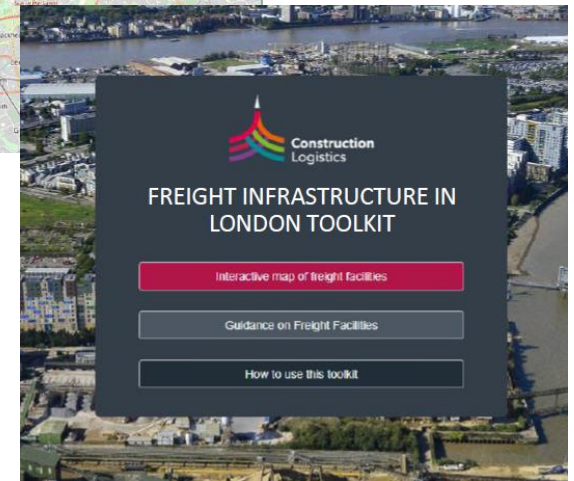 Construction
Logistics
FREIGHT INFRASTRUCTURE IN
LONDON TOOLKIT
Interactive map of freight facilities
Guidance on Freight Facilities
How to use this toolkit